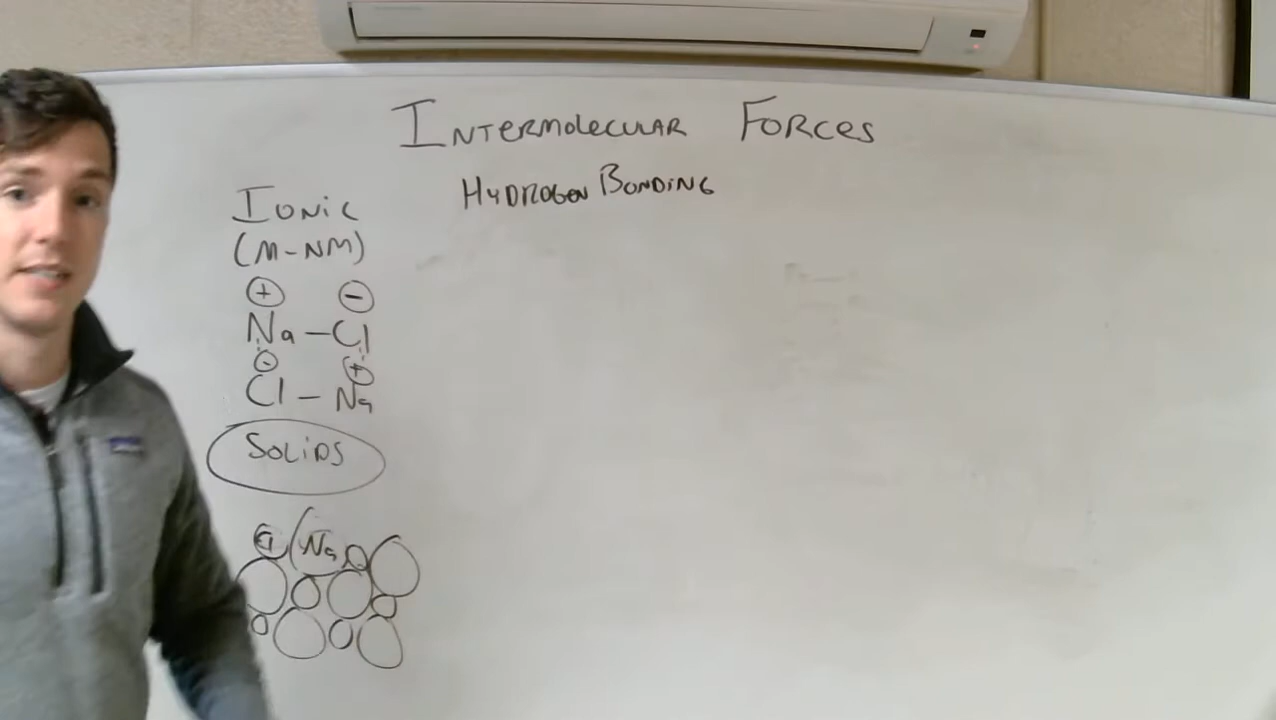 INTERMOLECULAR FORCES
HYDROGEN BONDING
IONIC
(M-NM)
+ -
Na - Cl
- +
Cl - Na
SOLIDS
Cl Na